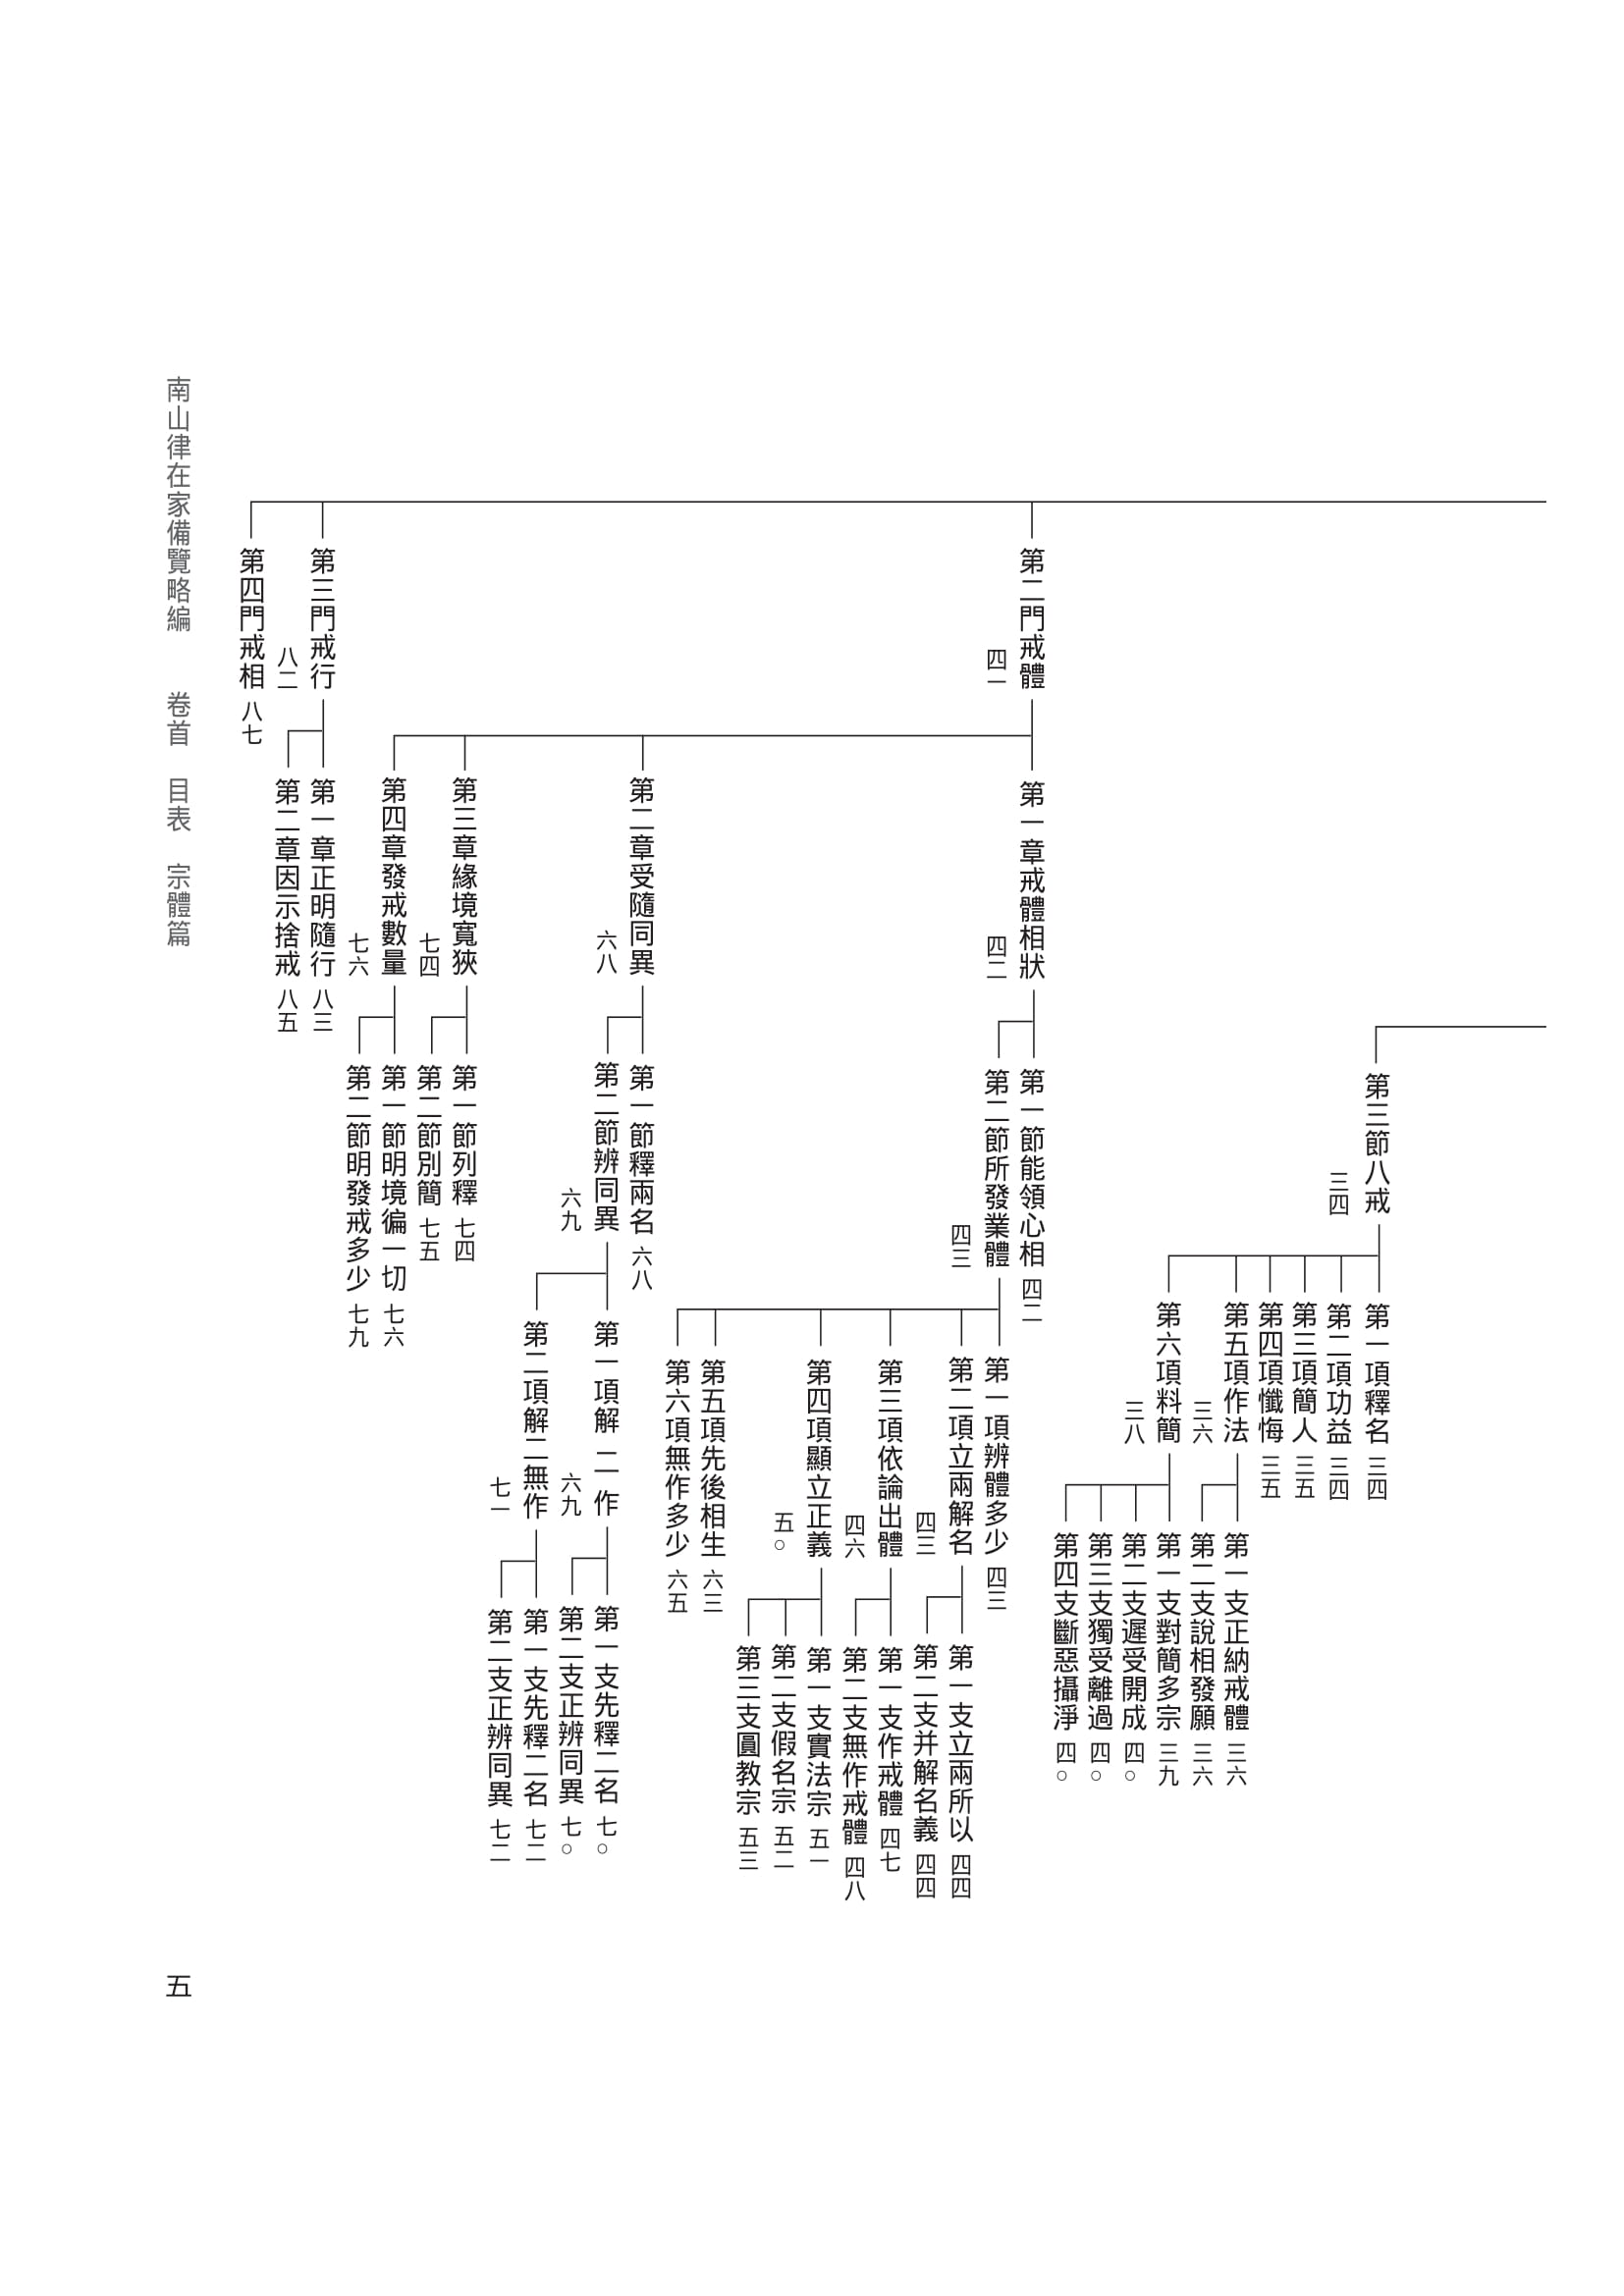 第三節八戒 三四
第一項釋名 三四
第二項功益 三四
第三項簡人 三五
第四項懺悔 三五
第五項作法 三六
第一支正納戒體 三六
第二支說相發願 三六
第六項料簡 三八
第一支對簡多宗 三九
第二支遲受開成 四○
第三支獨受離過 四○
第四支斷惡攝淨 四○
第二門戒體 四一
第一章戒體相狀 四二
第一節能領心相 四二
第二節所發業體 四三
第一項辨體多少 四三
第二項立兩解名 四三
第一支立兩所以 四四
第二支并解名義 四四
第三項依論出體 四六
第一支作戒體 四七
第二支無作戒體 四八
第四項顯立正義 五○
第一支實法宗 五一
第二支假名宗 五二
第三支圓教宗 五三
第五項先後相生 六三
第六項無作多少 六五
第二章受隨同異 六八
第一節釋兩名 六八
第二節辨同異 六九
第一項解二作 六九
第一支先釋二名 七○
第二支正辨同異 七○
第二項解二無作 七一
第一支先釋二名 七二
第二支正辨同異 七二
第三章緣境寬狹 七四
第一節列釋 七四
第二節別簡 七五
第四章發戒數量 七六
第一節明境徧一切 七六
第二節明發戒多少 七九
第三門戒行 八二
第一章正明隨行 八三
第二章因示捨戒 八五
第四門戒相 八七
南山律在家備覽略編 卷首 目表 宗體篇
五